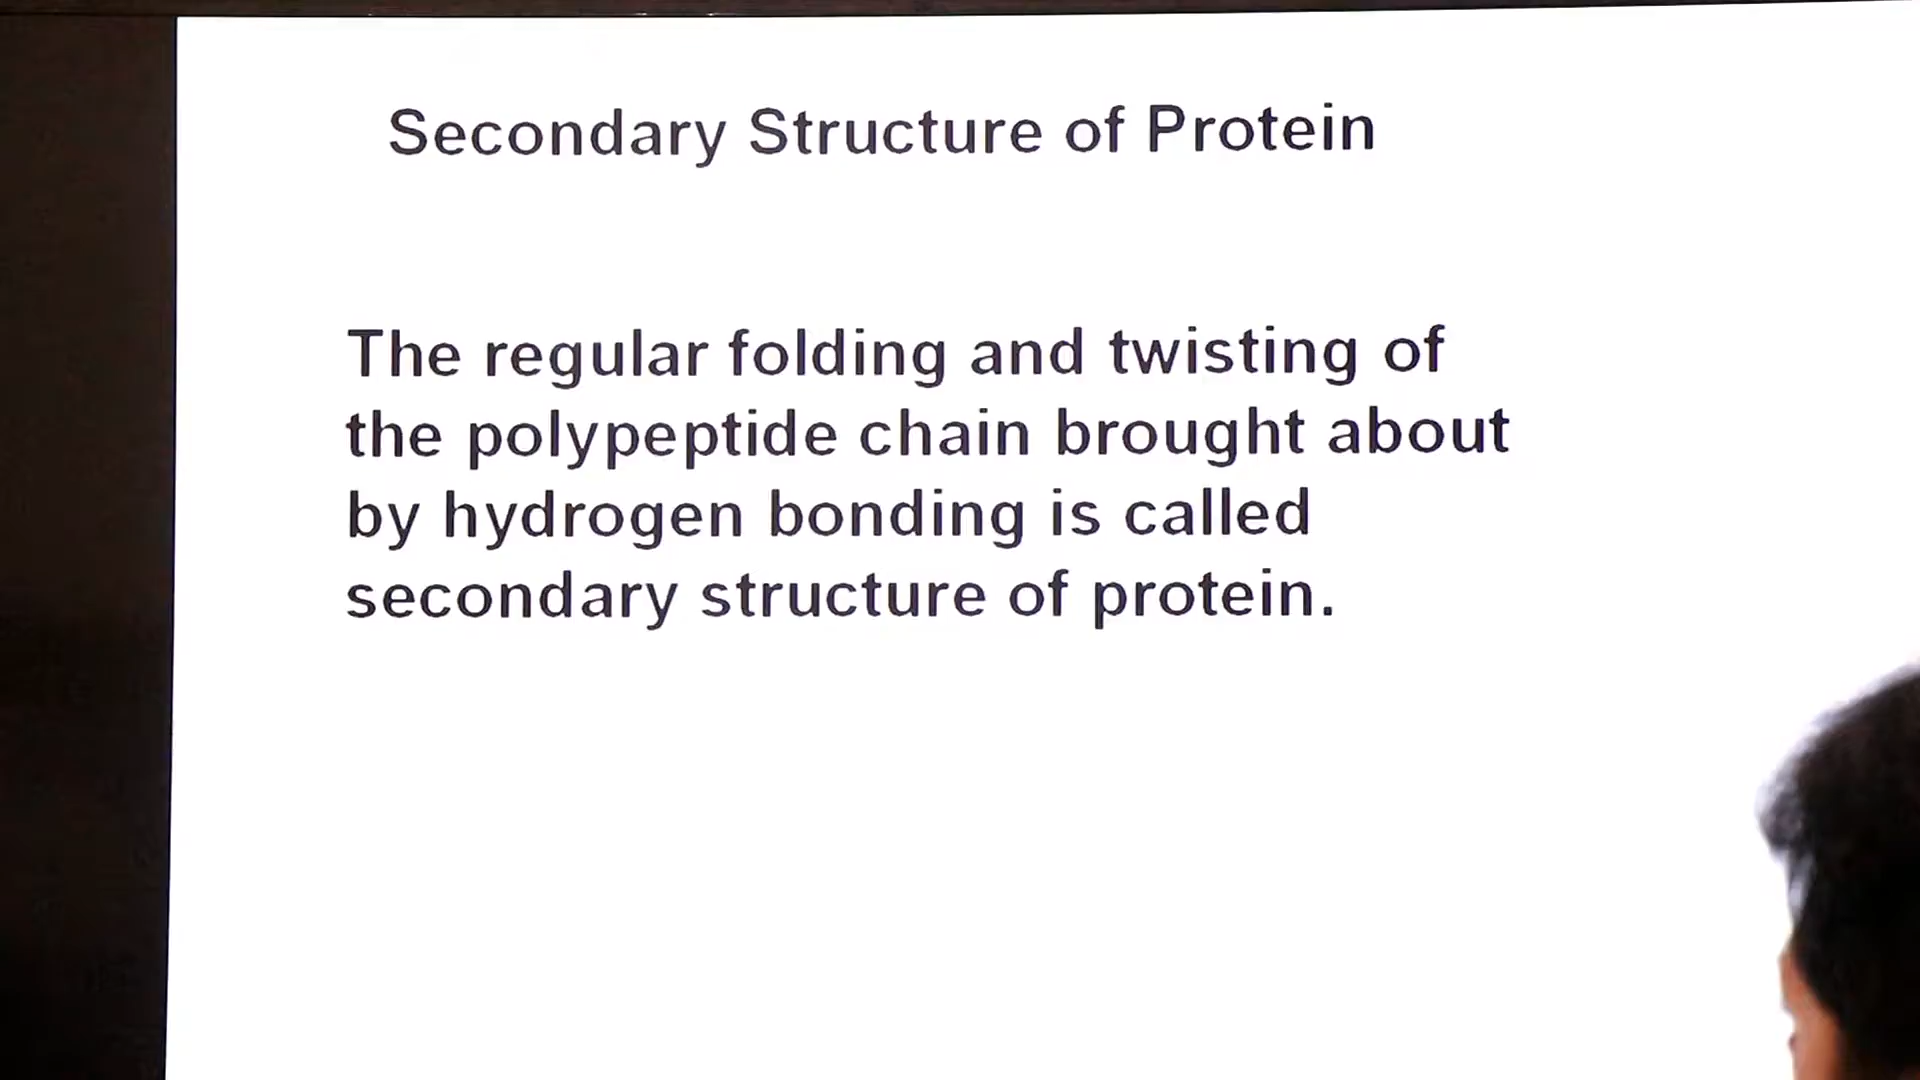 Secondary Structure of Protein
The regular folding and twisting of
the polypeptide chain brought about
by hydrogen bonding is called
secondary structure of protein.